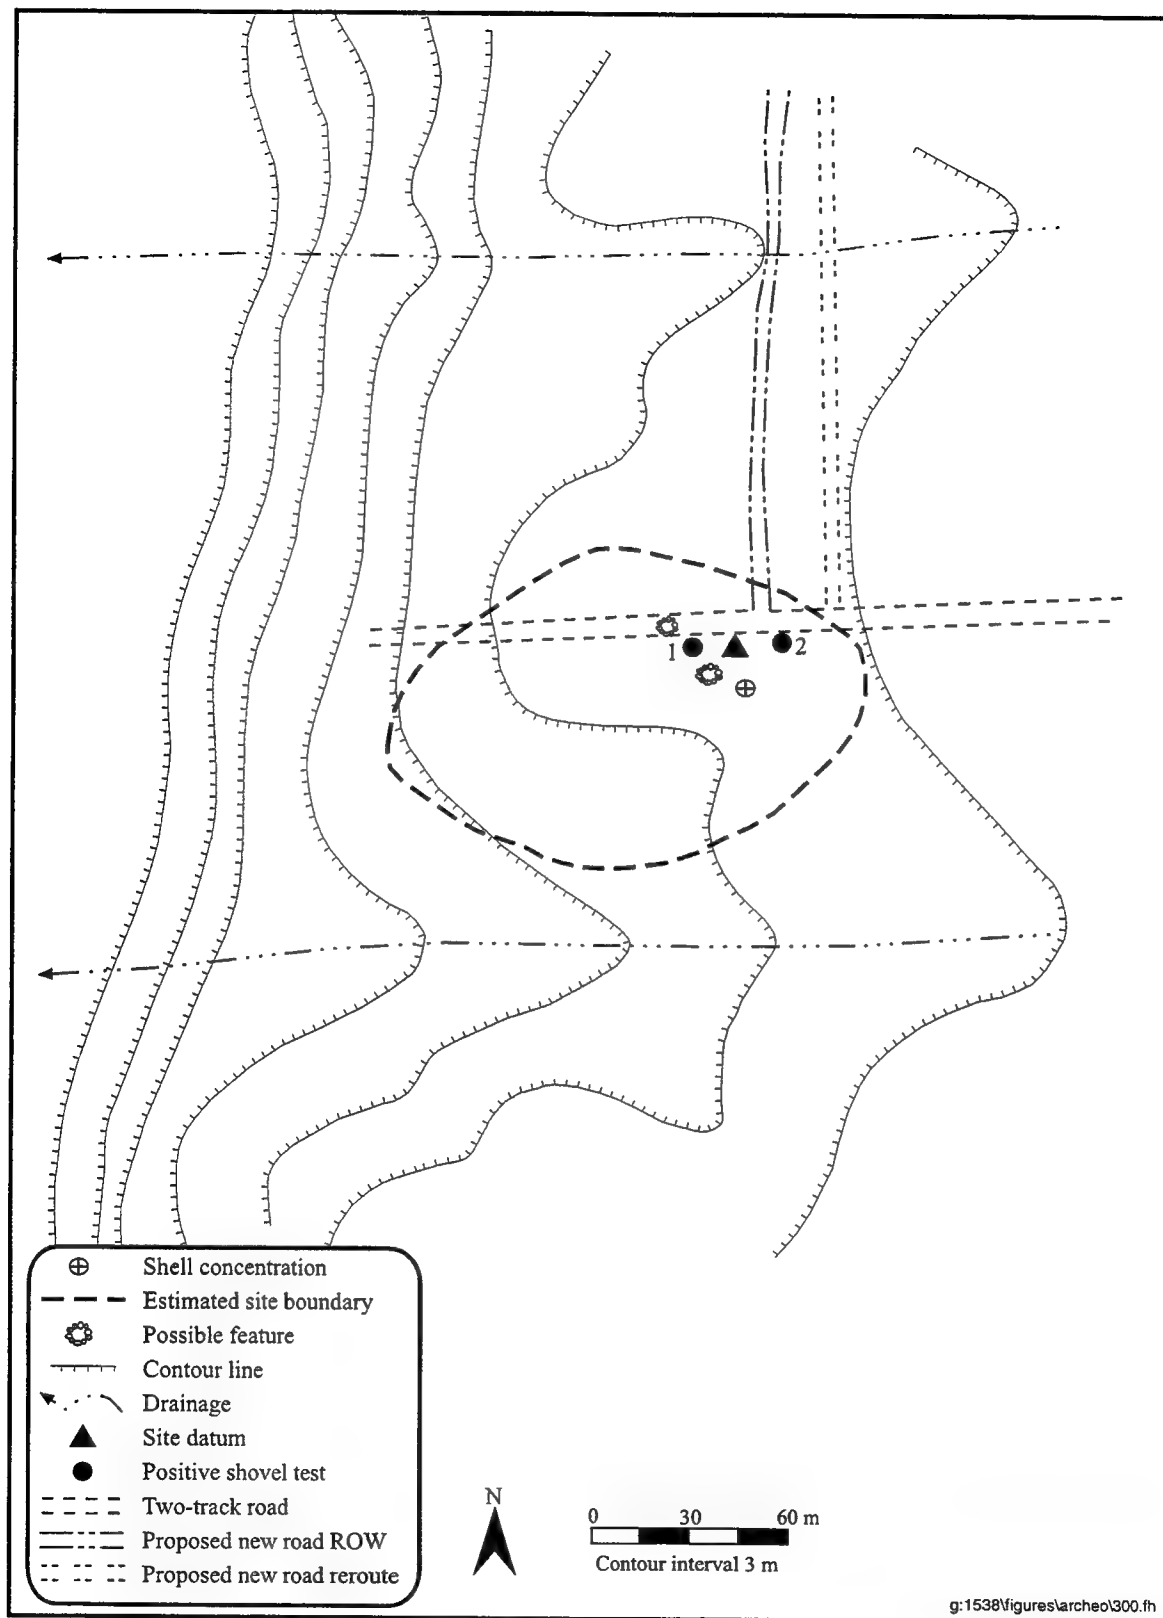 1
2
Shell concentration
Estimated site boundary
Possible feature
Contour line
Drainage
Site datum
Positive shovel test
Two-track road
Proposed new road ROW
Proposed new road reroute
N
0 30 60 m
Contour interval 3 m
g:1538\figures\archeo\300.fh